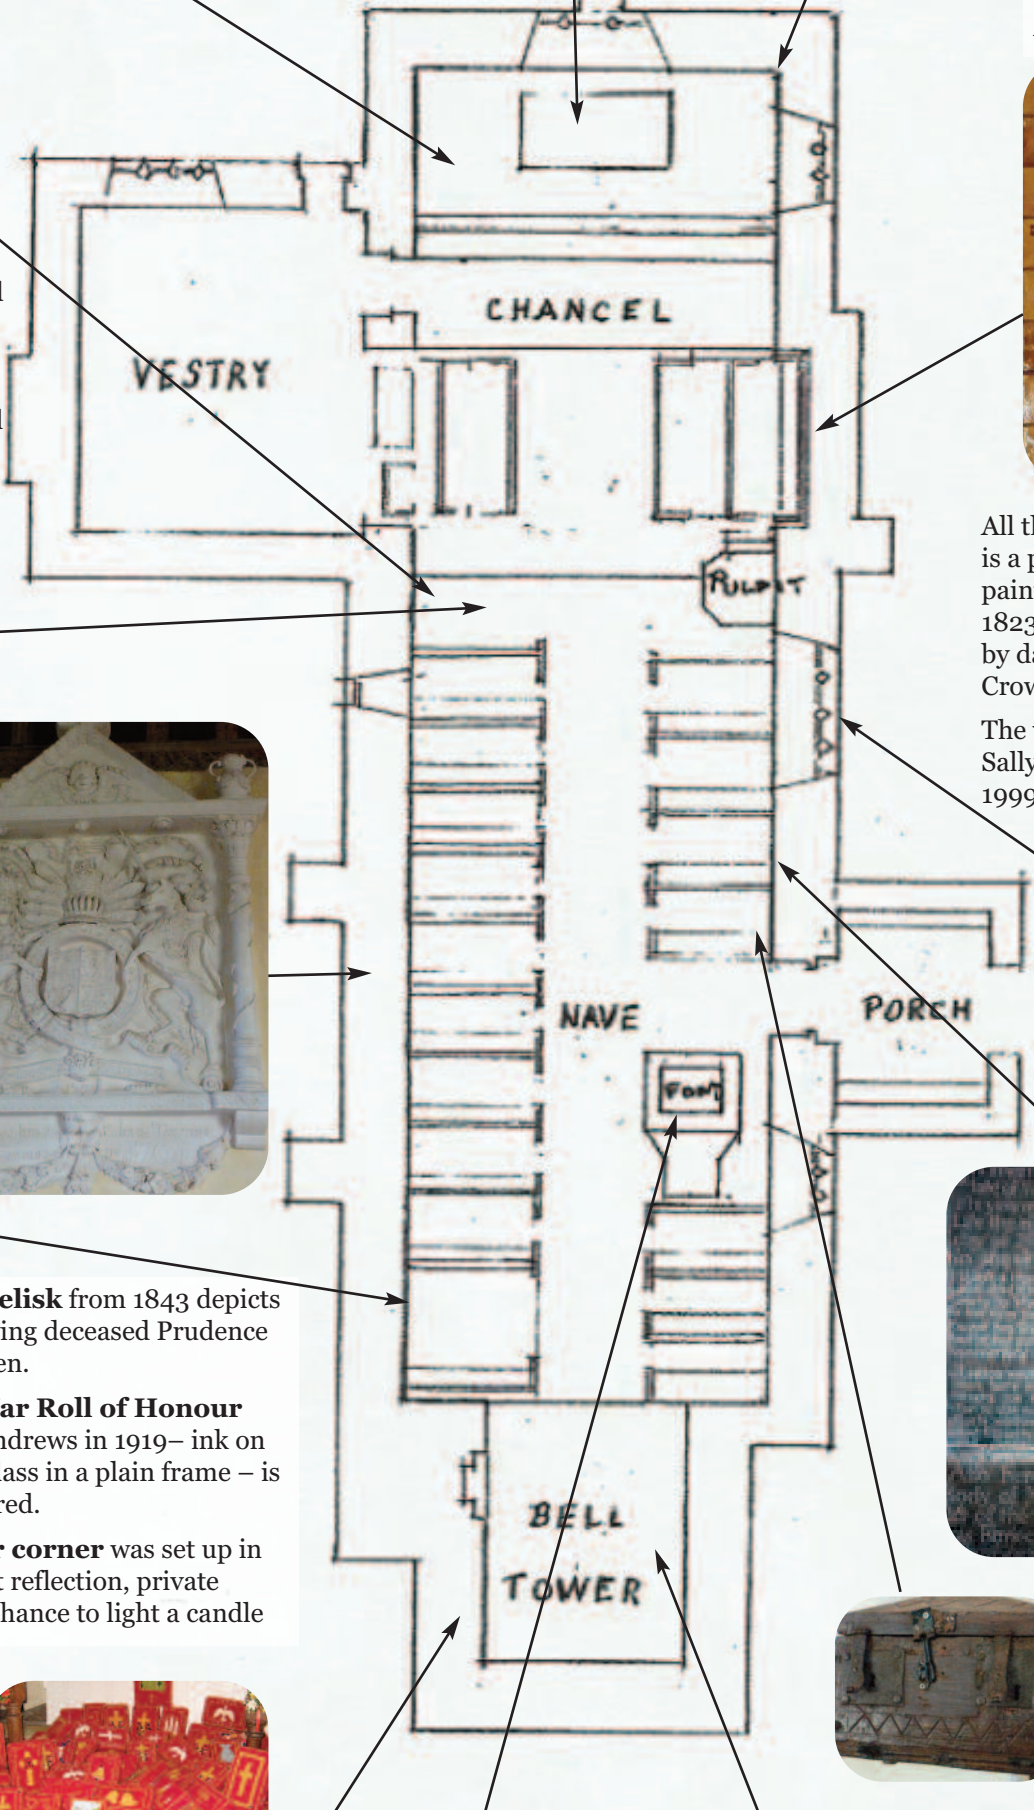 CHANCEL
VESTRY
PULPIT
All th
is a p
pain
1823
by da
Crow
The
Sally
1999
NAVE
PORCH
FONT
elisk from 1843 depicts
ing deceased Prudence
en.
ar Roll of Honour
ndrews in 1919– ink on
lass in a plain frame – is
red.
r corner was set up in
t reflection, private
hance to light a candle
BELL
TOWER